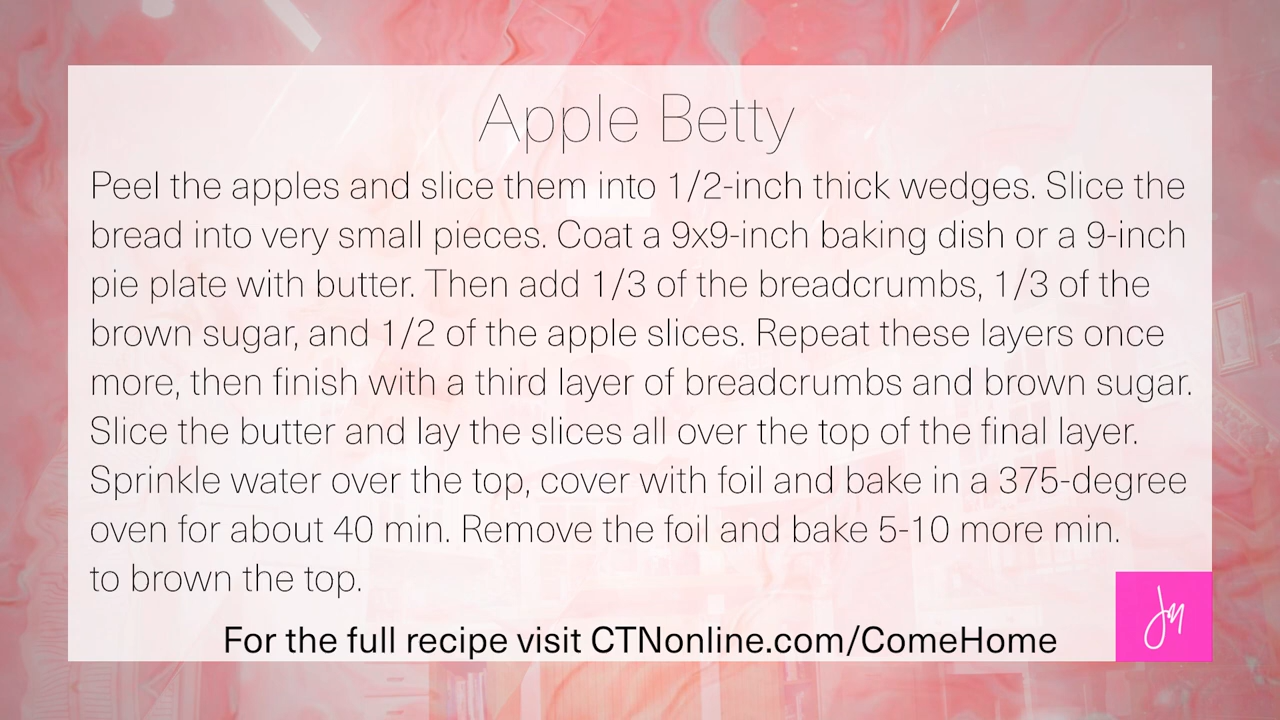 Apple Betty
Peel the apples and slice them into 1/2-inch thick wedges. Slice the
bread into very small pieces. Coat a 9x9-inch baking dish or a 9-inch
pie plate with butter. Then add 1/3 of the breadcrumbs, 1/3 of the
brown sugar, and 1/2 of the apple slices. Repeat these layers once
more, then finish with a third layer of breadcrumbs and brown sugar.
Slice the butter and lay the slices all over the top of the final layer.
Sprinkle water over the top, cover with foil and bake in a 375-degree
oven for about 40 min. Remove the foil and bake 5-10 more min.
to brown the top.
For the full recipe visit CTNonline.com/ComeHome